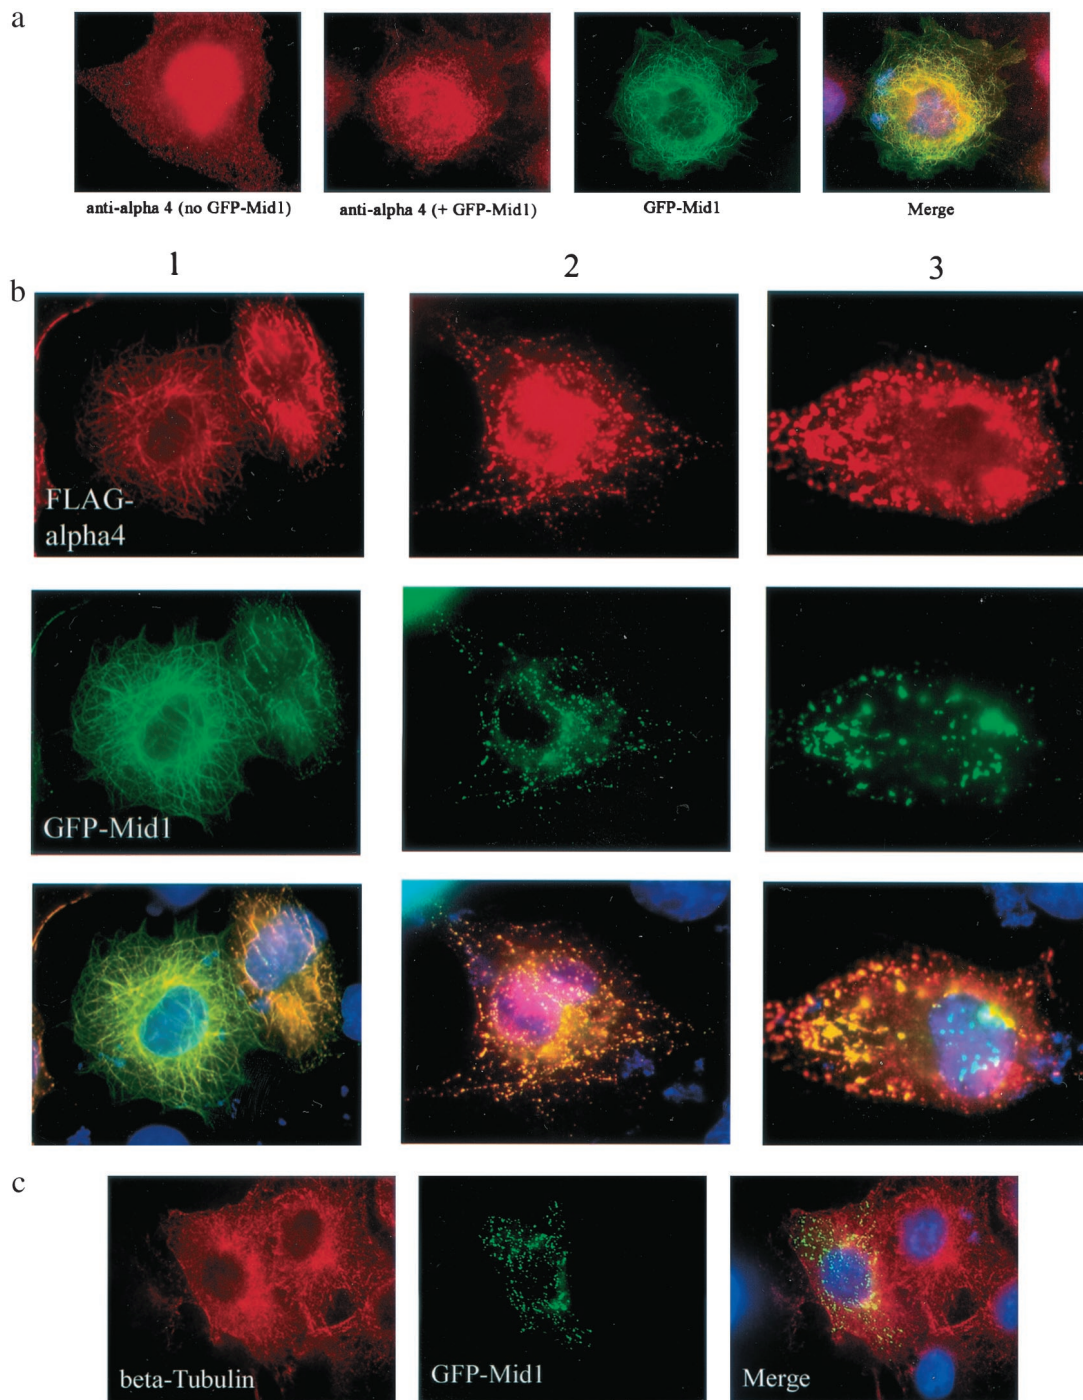 a
anti-alpha 4 (no GFP-Mid1)
anti-alpha 4 (+ GFP-Mid1)
GFP-Mid1
Merge
1
2
3
b
FLAG-
alpha4
GFP-Mid1
c
beta-Tubulin
GFP-Mid1
Merge